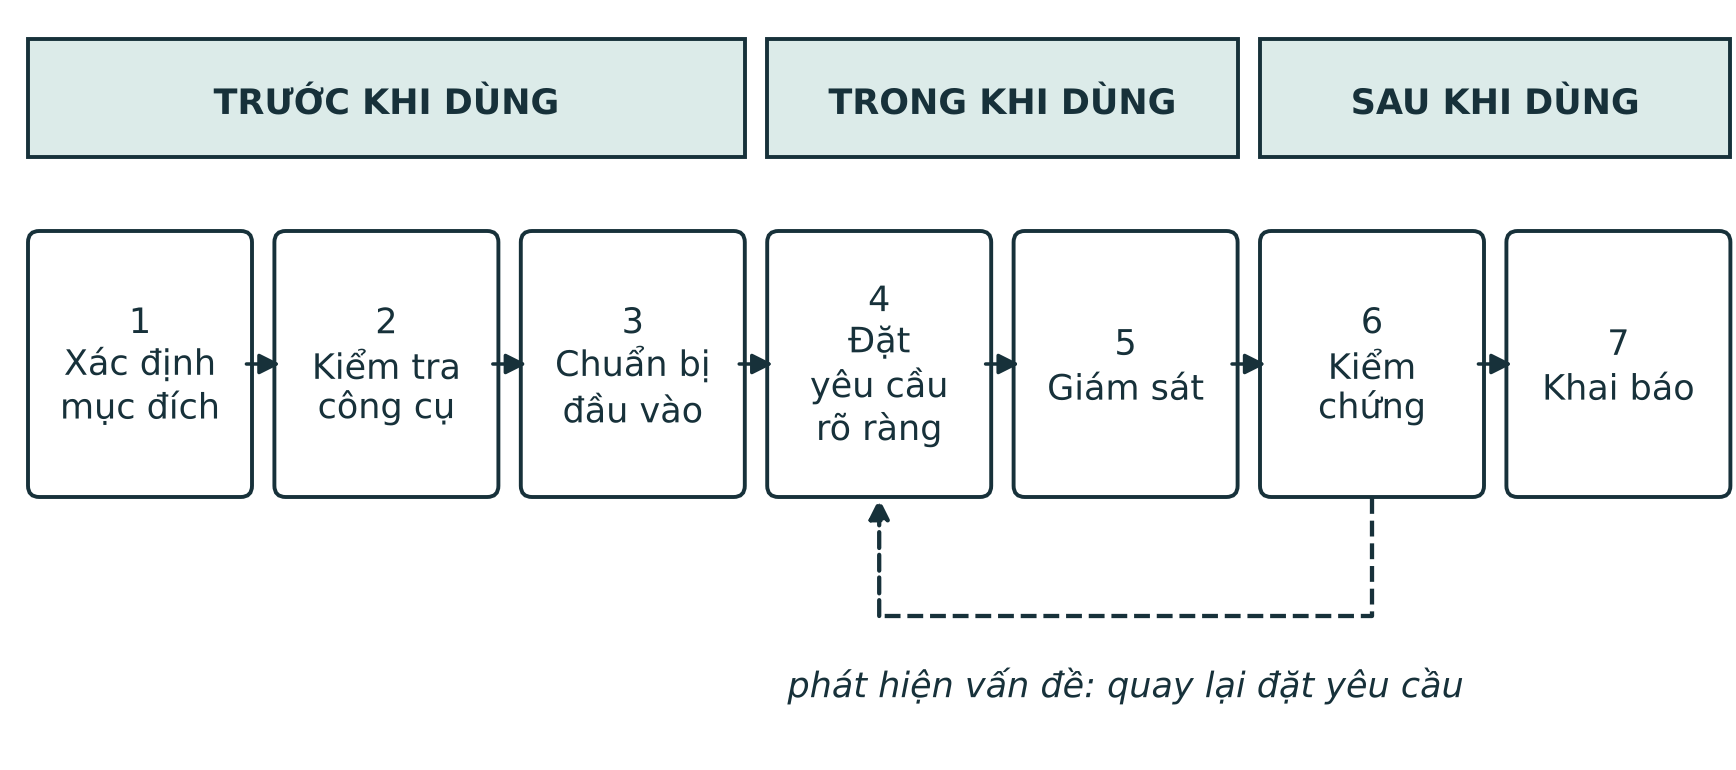 TRƯỚC KHI DÙNG
TRONG KHI DÙNG
SAU KHI DÙNG
1
Xác định
mục đích
2
Kiểm tra
công cụ
3
Chuẩn bị
đầu vào
4
Đặt
yêu cầu
rõ ràng
5
Giám sát
6
Kiểm
chứng
7
Khai báo
phát hiện vấn đề: quay lại đặt yêu cầu